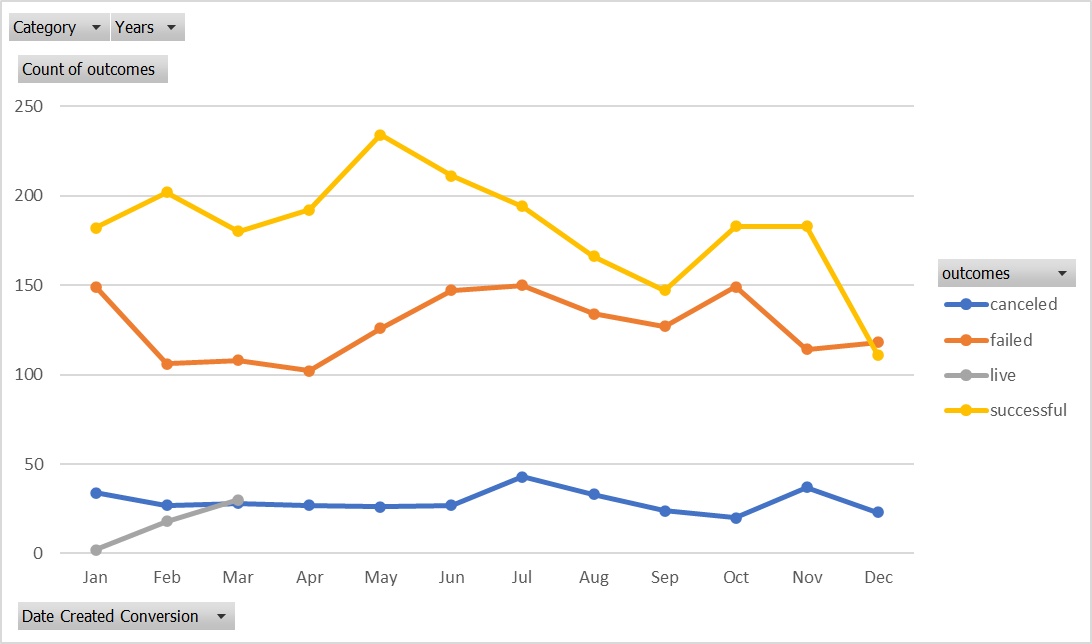 Category Years
Count of outcomes
250
200
150
100
50
0
Jan Feb Mar Apr May Jun Jul Aug Sep Oct Nov Dec
outcomes
canceled
failed
live
successful
Date Created Conversion